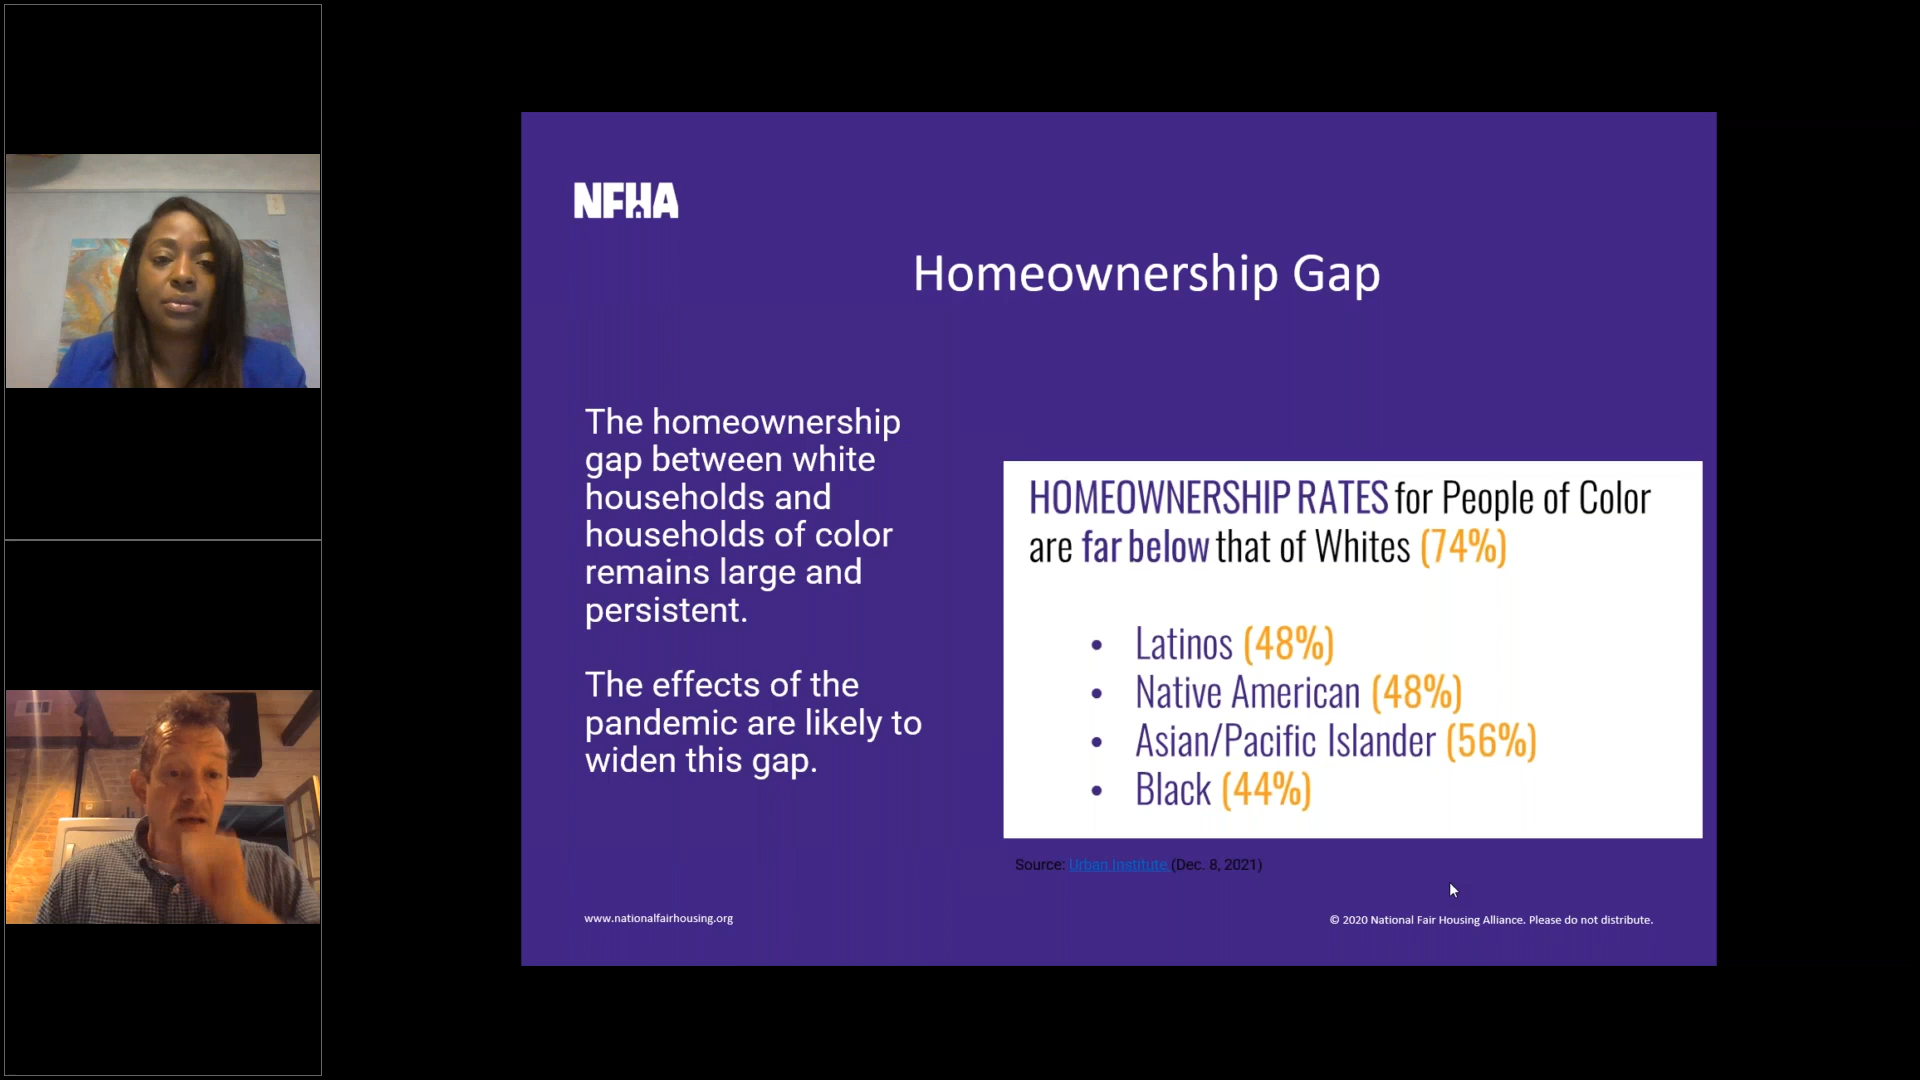 NFHA
Homeownership Gap
The homeownership
gap between white
households and
households of color
remains large and
persistent.
The effects of the
pandemic are likely to
widen this gap.
HOMEOWNERSHIP RATES for People of Color
are far below that of Whites (74%)
• Latinos (48%)
• Native American (48%)
• Asian/Pacific Islander (56%)
• Black (44%)
Source: Urban Institute (Dec. 8, 2021)
www.nationalfairhousing.org
© 2020 National Fair Housing Alliance. Please do not distribute.